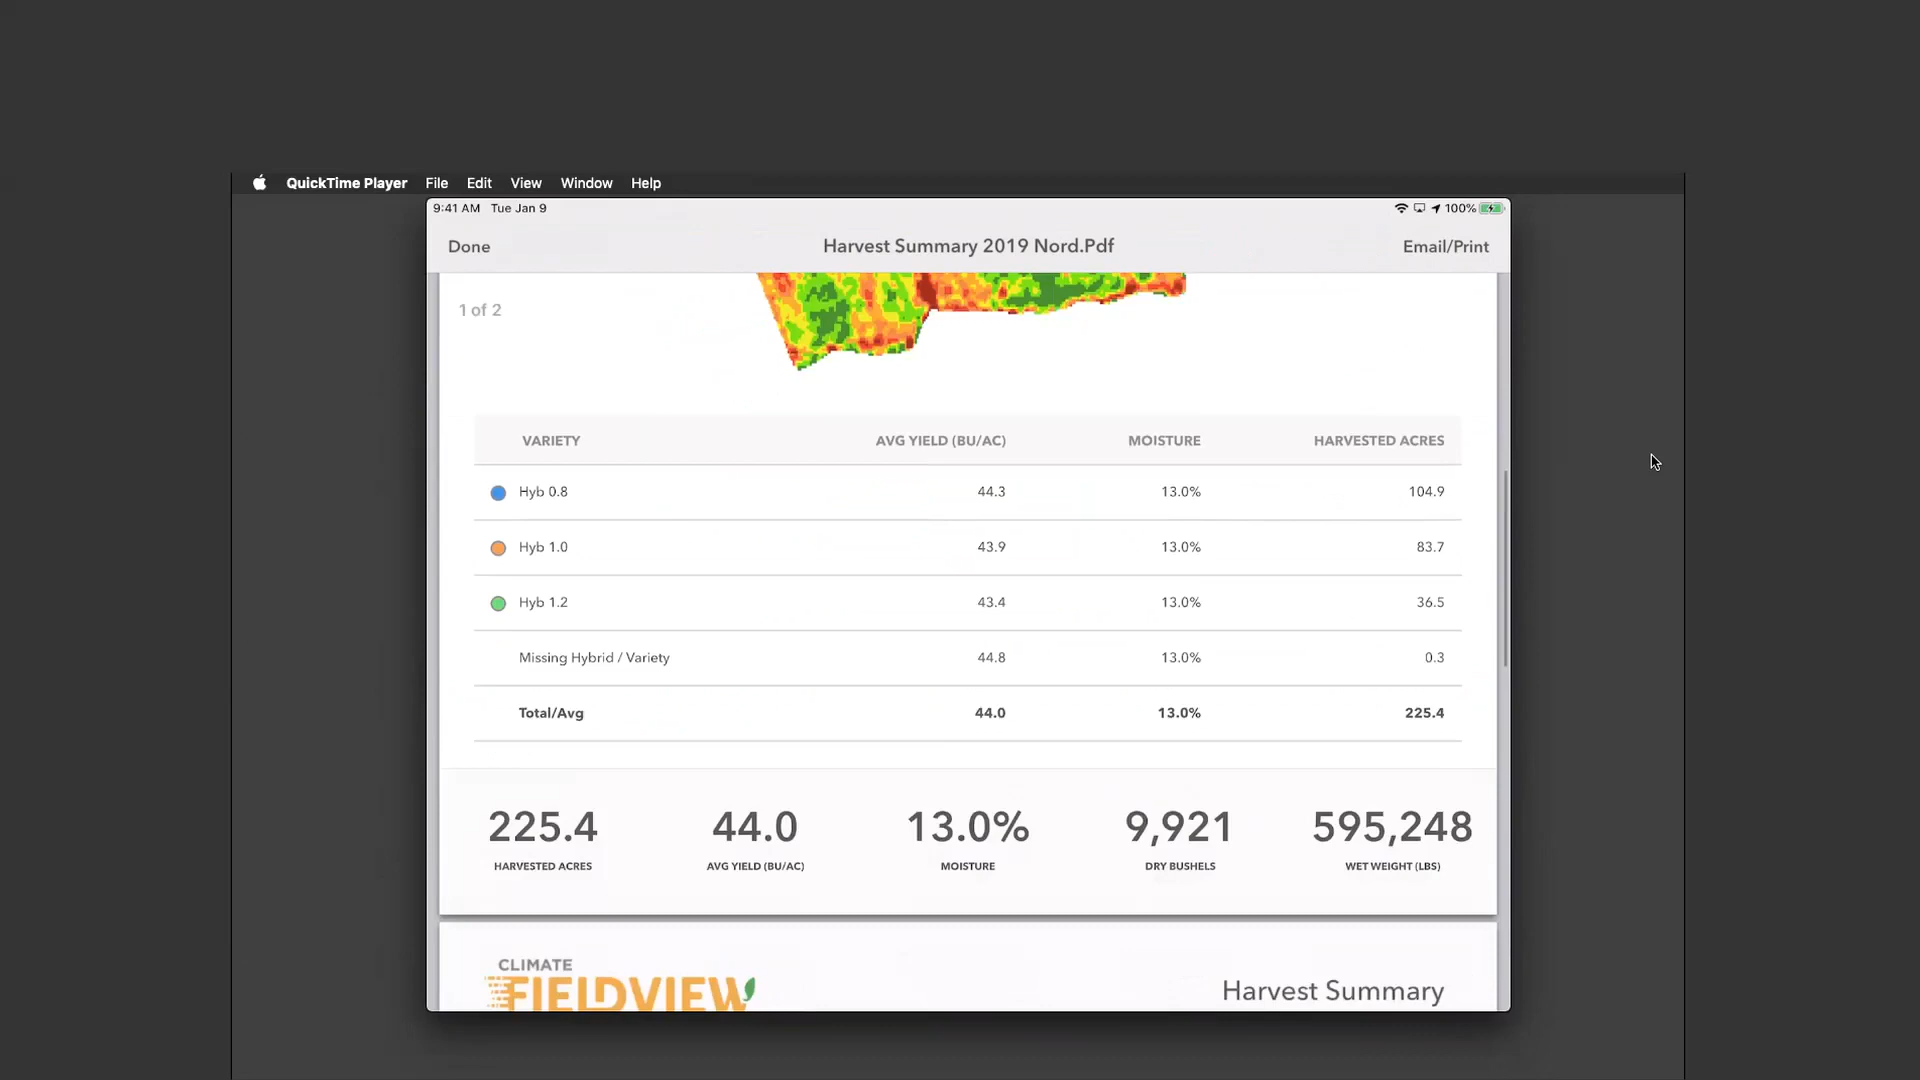 QuickTime Player File Edit View Window Help
9:41 AM Tue Jan 9 100%
Done Harvest Summary 2019 Nord.Pdf Email/Print
1 of 2
VARIETY AVG YIELD (BU/AC) MOISTURE HARVESTED ACRES
Hyb 0.8 44.3 13.0% 104.9
Hyb 1.0 43.9 13.0% 83.7
Hyb 1.2 43.4 13.0% 36.5
Missing Hybrid / Variety 44.8 13.0% 0.3
Total/Avg 44.0 13.0% 225.4
225.4 44.0 13.0% 9,921 595,248
HARVESTED ACRES AVG YIELD (BU/AC) MOISTURE DRY BUSHELS WET WEIGHT (LBS)
CLIMATE
FIELDVIEW Harvest Summary